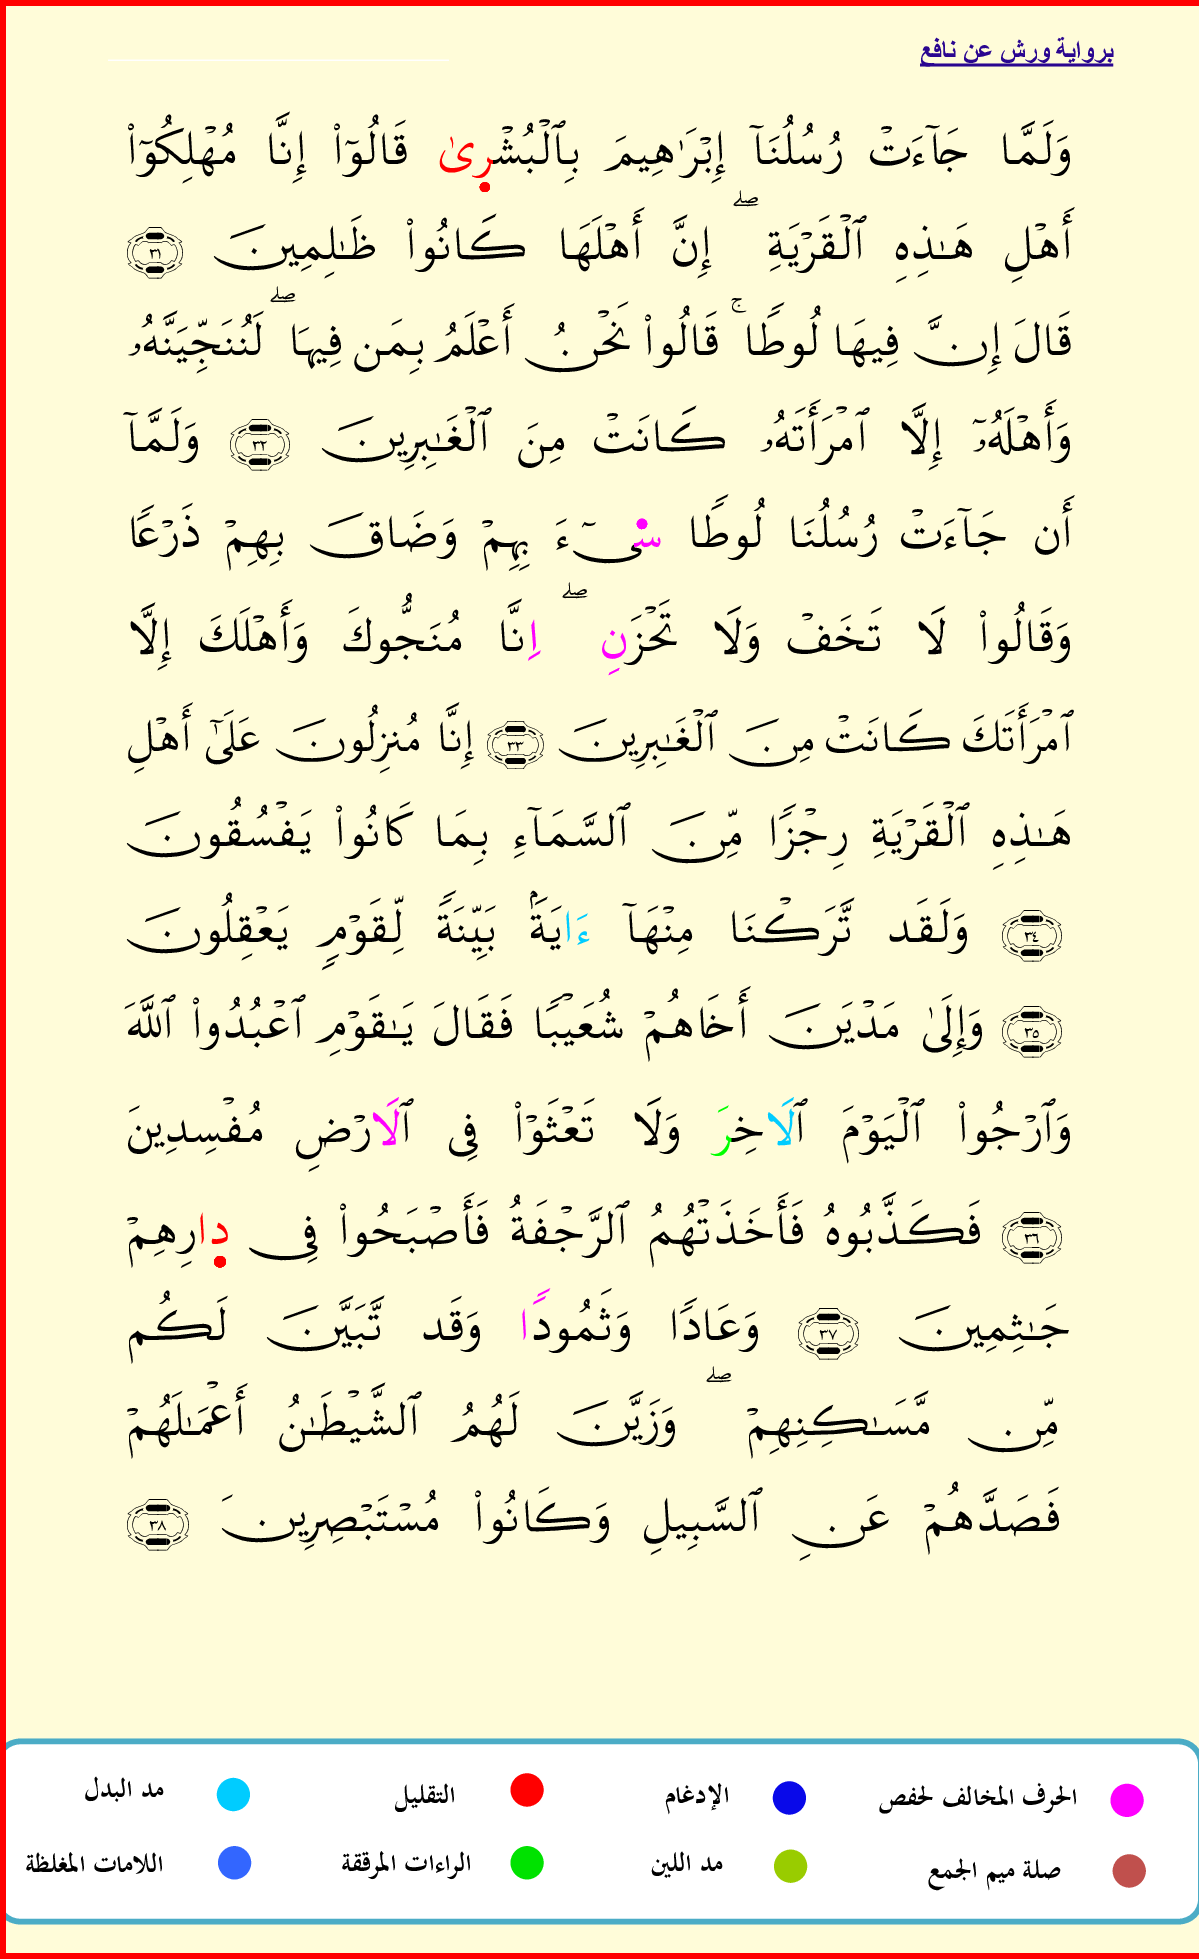 برواية ورش عن نافع
وَلَمَّا جَآءَتْ رُسُلُنَآ إِبْرَٰهِيمَ بِٱلْبُشْرِىٰ قَالُوٓا۟ إِنَّا مُهْلِكُوٓا۟
أَهْلِ هَٰذِهِ ٱلْقَرْيَةِ ۖ إِنَّ أَهْلَهَا كَانُوا۟ ظَٰلِمِينَ ٣١
قَالَ إِنَّ فِيهَا لُوطًا ۚ قَالُوا۟ نَحْنُ أَعْلَمُ بِمَن فِيهَا ۖ لَنُنَجِّيَنَّهُۥ
وَأَهْلَهُۥٓ إِلَّا ٱمْرَأَتَهُۥ كَانَتْ مِنَ ٱلْغَٰبِرِينَ ٣٢ وَلَمَّآ
أَن جَآءَتْ رُسُلُنَا لُوطًا سِىٓءَ بِهِمْ وَضَاقَ بِهِمْ ذَرْعًا
وَقَالُوا۟ لَا تَخَفْ وَلَا تَحْزَنِ ۖ اِنَّا مُنَجُّوكَ وَأَهْلَكَ إِلَّا
ٱمْرَأَتَكَ كَانَتْ مِنَ ٱلْغَٰبِرِينَ ٣٣ إِنَّا مُنزِلُونَ عَلَىٰٓ أَهْلِ
هَٰذِهِ ٱلْقَرْيَةِ رِجْزًا مِّنَ ٱلسَّمَآءِ بِمَا كَانُوا۟ يَفْسُقُونَ
٣٤ وَلَقَد تَّرَكْنَا مِنْهَآ ءَايَةًۢ بَيِّنَةً لِّقَوْمٍ يَعْقِلُونَ
٣٥ وَإِلَىٰ مَدْيَنَ أَخَاهُمْ شُعَيْبًا فَقَالَ يَٰقَوْمِ ٱعْبُدُوا۟ ٱللَّهَ
وَٱرْجُوا۟ ٱلْيَوْمَ ٱلَاخِرَ وَلَا تَعْثَوْا۟ فِى ٱلَارْضِ مُفْسِدِينَ
٣٦ فَكَذَّبُوهُ فَأَخَذَتْهُمُ ٱلرَّجْفَةُ فَأَصْبَحُوا۟ فِى دِارِهِمْ
جَٰثِمِينَ ٣٧ وَعَادًا وَثَمُودًا وَقَد تَّبَيَّنَ لَكُم
مِّن مَّسَٰكِنِهِمْ ۖ وَزَيَّنَ لَهُمُ ٱلشَّيْطَٰنُ أَعْمَٰلَهُمْ
فَصَدَّهُمْ عَنِ ٱلسَّبِيلِ وَكَانُوا۟ مُسْتَبْصِرِينَ ٣٨
الحرف المخالف لحفص الإدغام التقليل مد البدل
صلة ميم الجمع مد اللين الراءات المرققة اللامات المغلظة